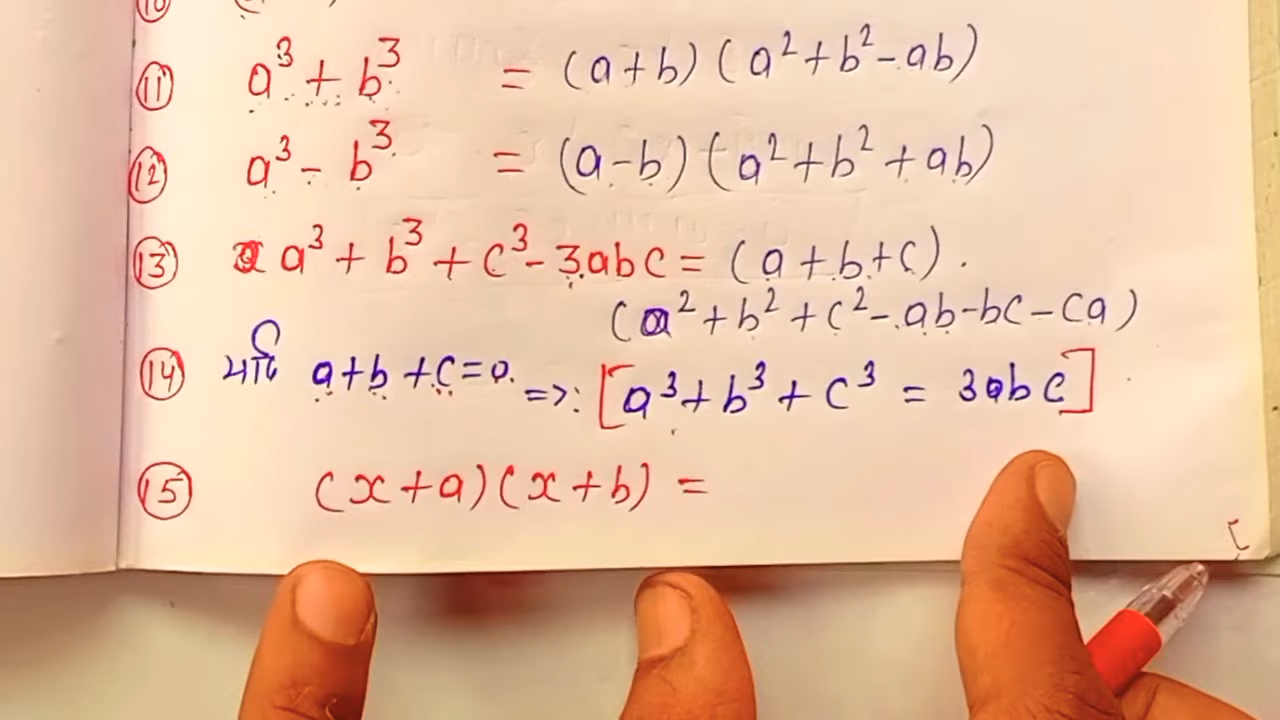 (11) a³ + b³ = (a+b) (a²+b²-ab)
(12) a³ - b³ = (a-b) (a²+b²+ab)
(13) a³ + b³ + c³ - 3abc = (a+b+c).
(a²+b²+c²-ab-bc-ca)
(14) यदि a+b+c=0. =>: [a³+b³+c³ = 3abc]
(15) (x+a)(x+b) =